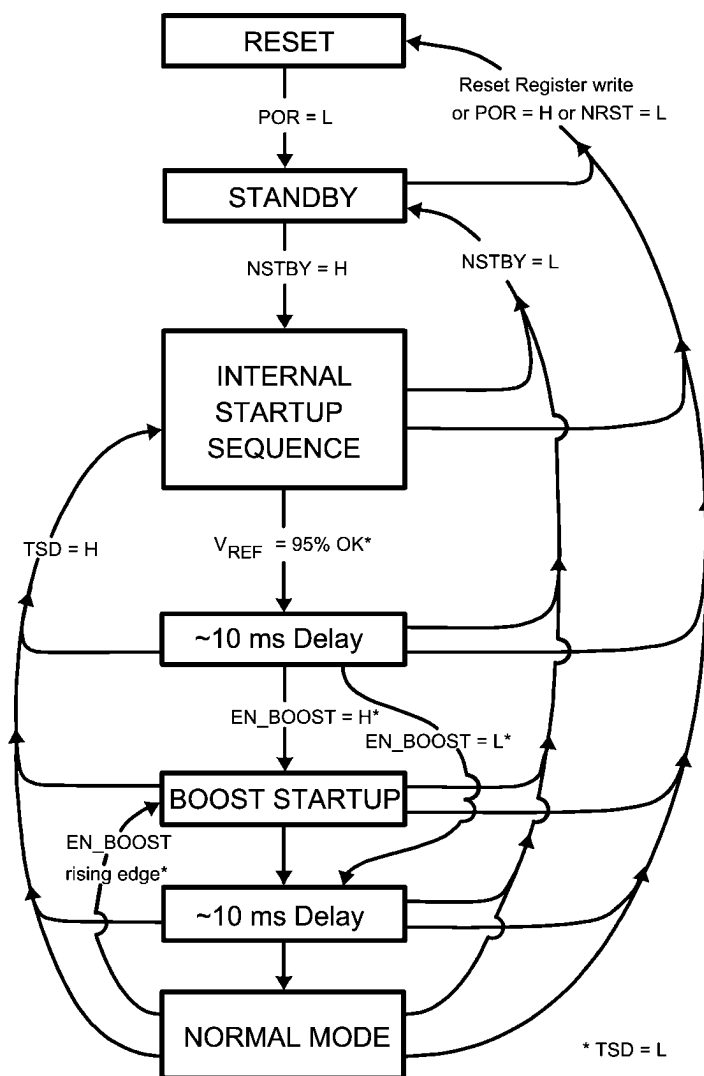 RESET
Reset Register write
or POR = H or NRST = L
POR = L
STANDBY
NSTBY = H
NSTBY = L
INTERNAL
STARTUP
SEQUENCE
TSD = H
VREF = 95% OK*
~10 ms Delay
EN_BOOST = H*
EN_BOOST = L*
BOOST STARTUP
EN_BOOST
rising edge*
~10 ms Delay
NORMAL MODE
* TSD = L